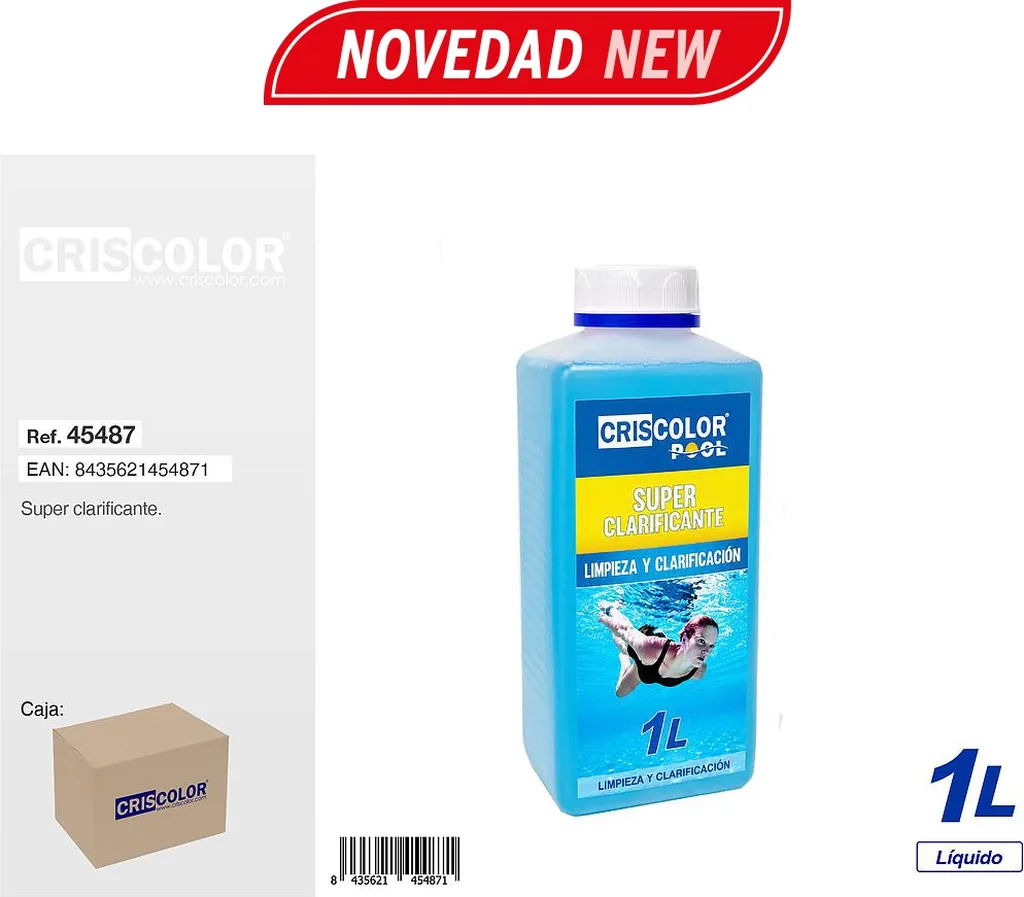 NOVEDAD NEW
CRISCOLOR®
www.criscolor.com
Ref. 45487
EAN: 8435621454871
Super clarificante.
Caja:
CRISCOLOR®
www.criscolor.com
CRISCOLOR®
POOL
SUPER
CLARIFICANTE
LIMPIEZA Y CLARIFICACIÓN
1L
LIMPIEZA Y CLARIFICACIÓN
8 435621 454871
1L
Líquido